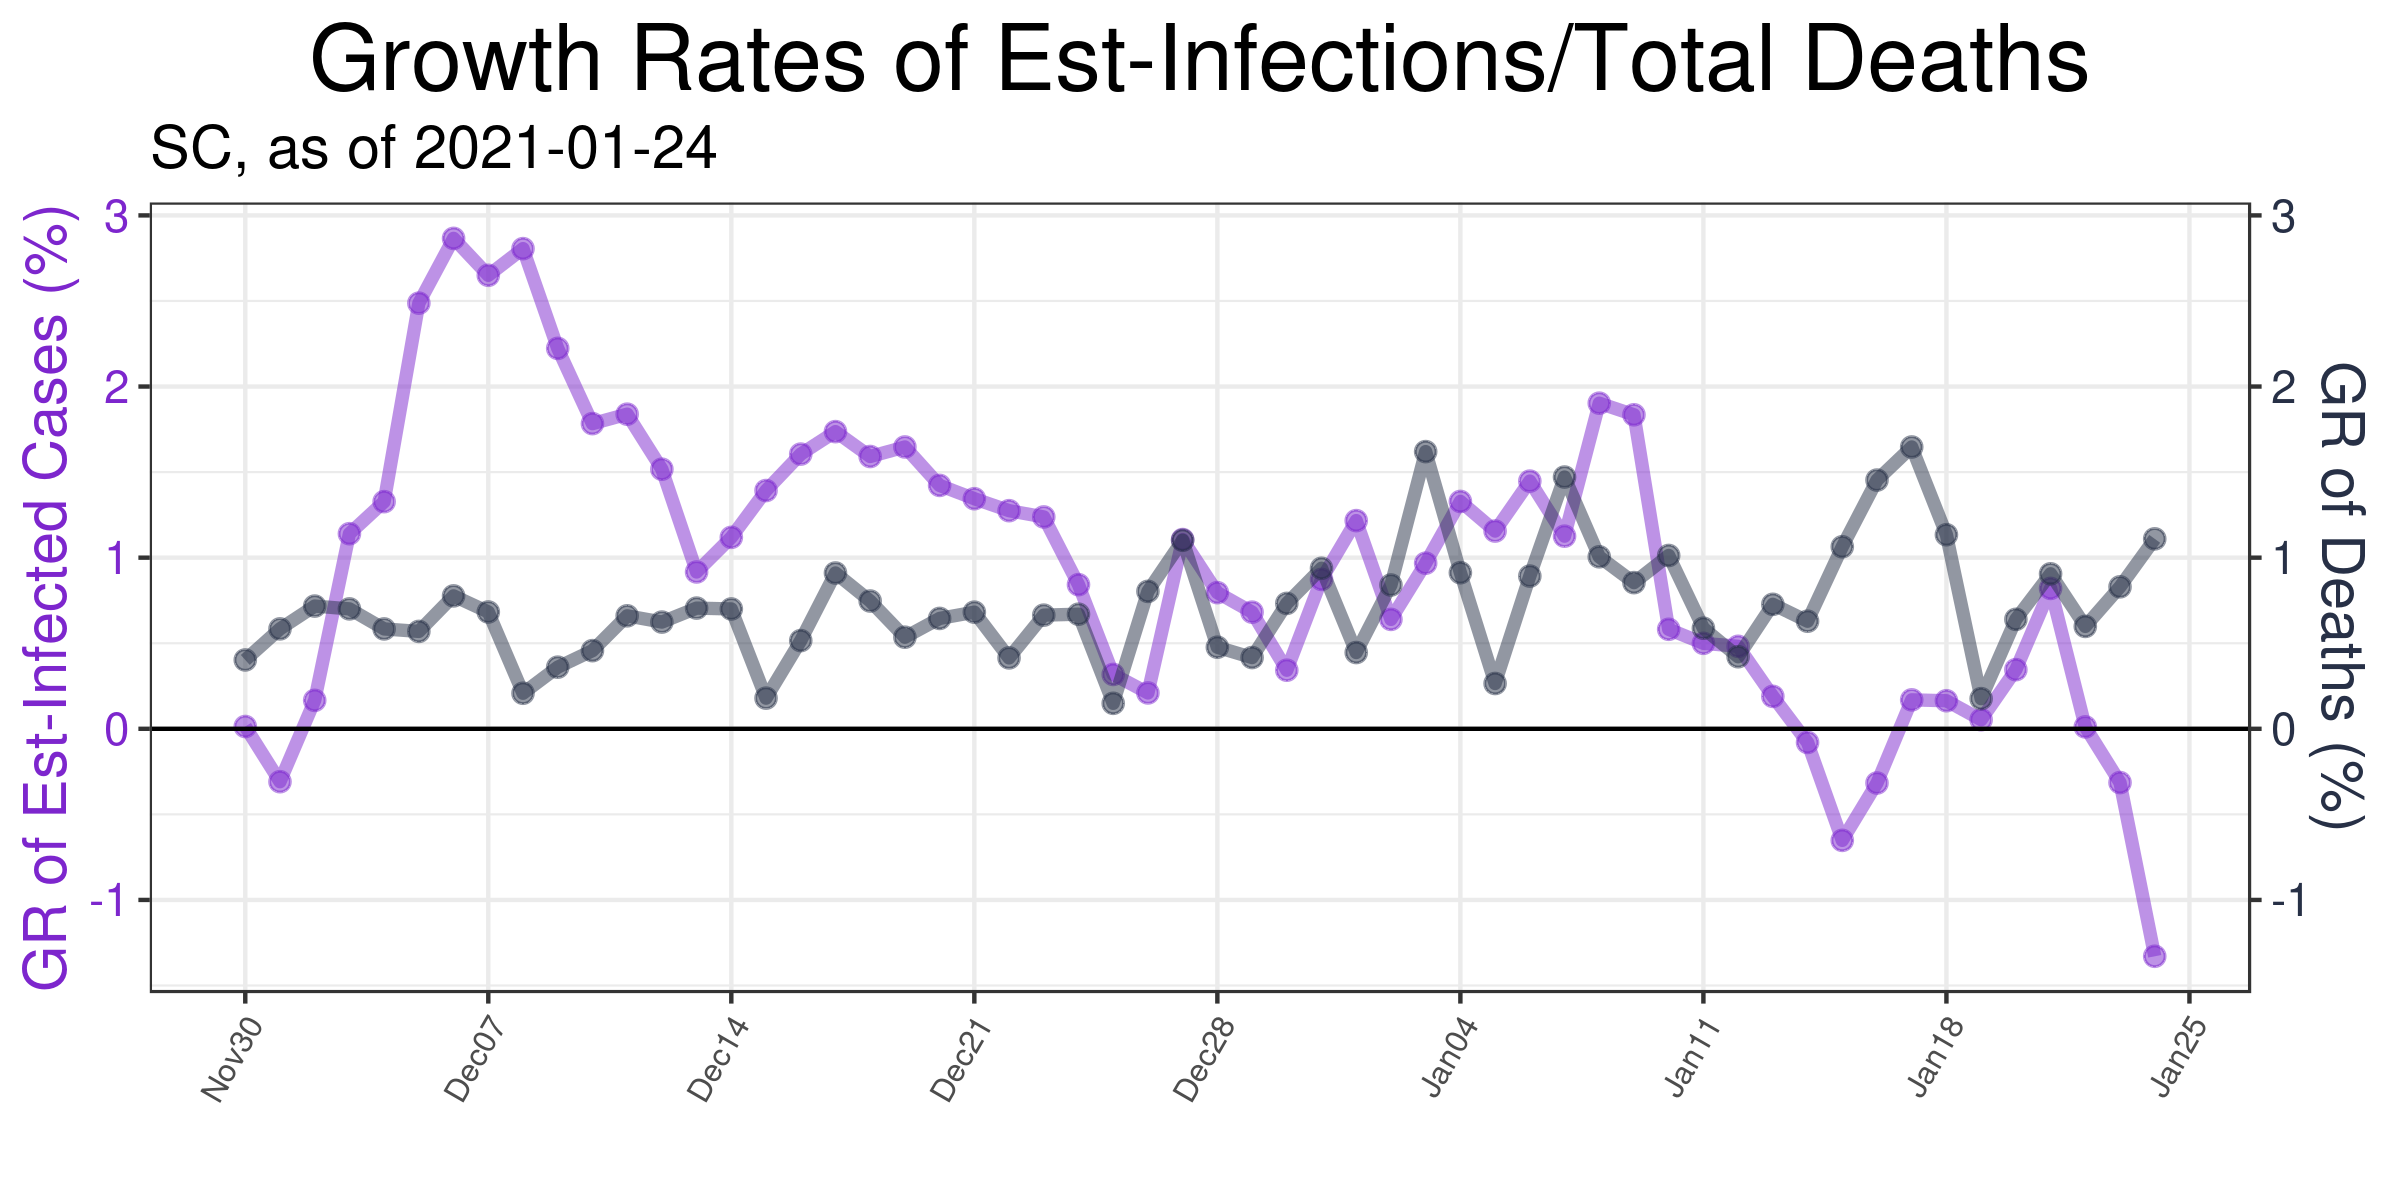 Growth Rates of Est-Infections/Total Deaths
SC, as of 2021-01-24
GR of Est-Infected Cases (%)
3
2
1
0
-1
3
2
1
0
-1
GR of Deaths (%)
Nov30
Dec07
Dec14
Dec21
Dec28
Jan04
Jan11
Jan18
Jan25